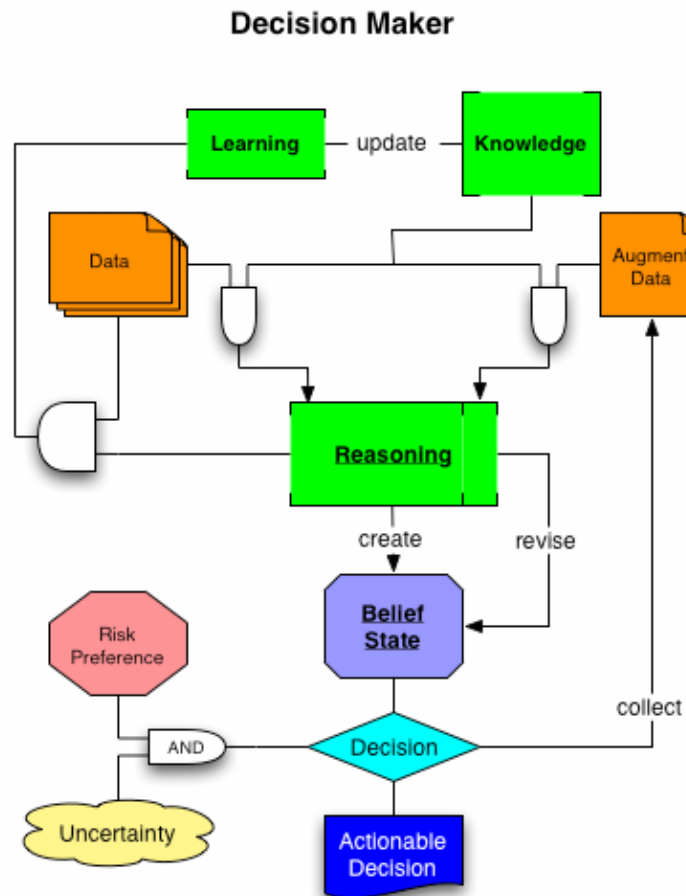 Decision Maker
Learning
update
Knowledge
Data
Augment
Data
Reasoning
create
revise
Belief
State
Risk
Preference
collect
AND
Decision
Uncertainty
Actionable
Decision